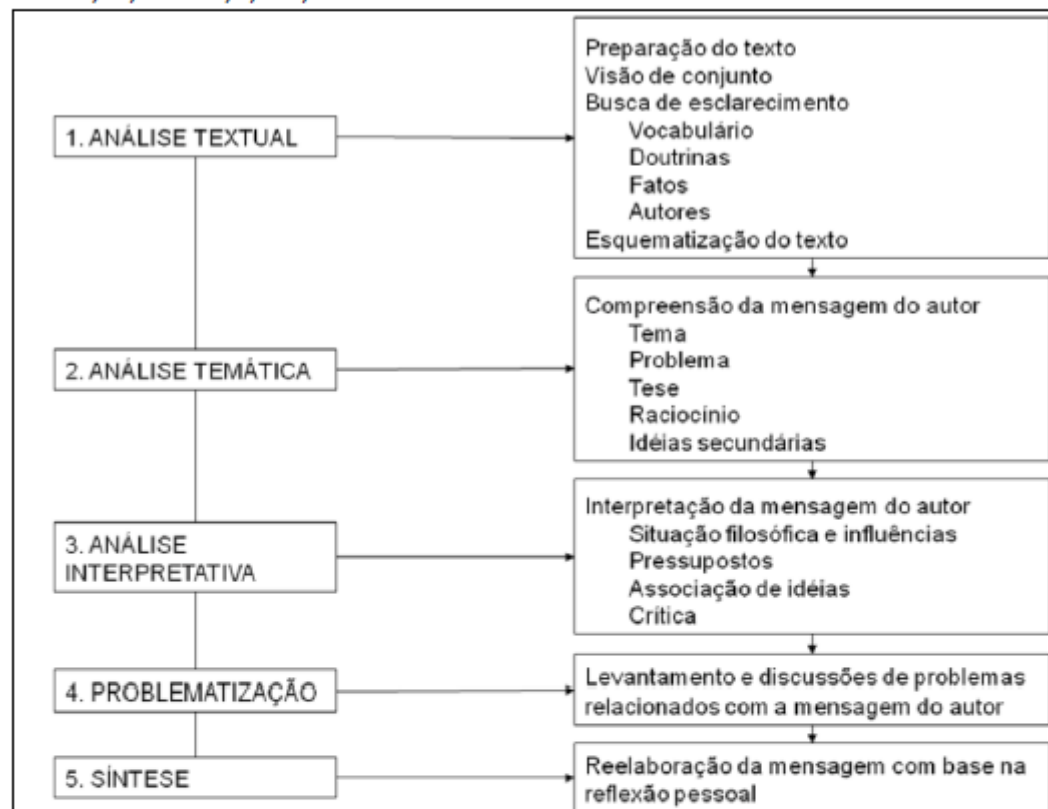 1. ANÁLISE TEXTUAL
Preparação do texto
Visão de conjunto
Busca de esclarecimento
Vocabulário
Doutrinas
Fatos
Autores
Esquematização do texto
2. ANÁLISE TEMÁTICA
Compreensão da mensagem do autor
Tema
Problema
Tese
Raciocínio
Idéias secundárias
3. ANÁLISE
INTERPRETATIVA
Interpretação da mensagem do autor
Situação filosófica e influências
Pressupostos
Associação de idéias
Crítica
4. PROBLEMATIZAÇÃO
Levantamento e discussões de problemas
relacionados com a mensagem do autor
5. SÍNTESE
Reelaboração da mensagem com base na
reflexão pessoal